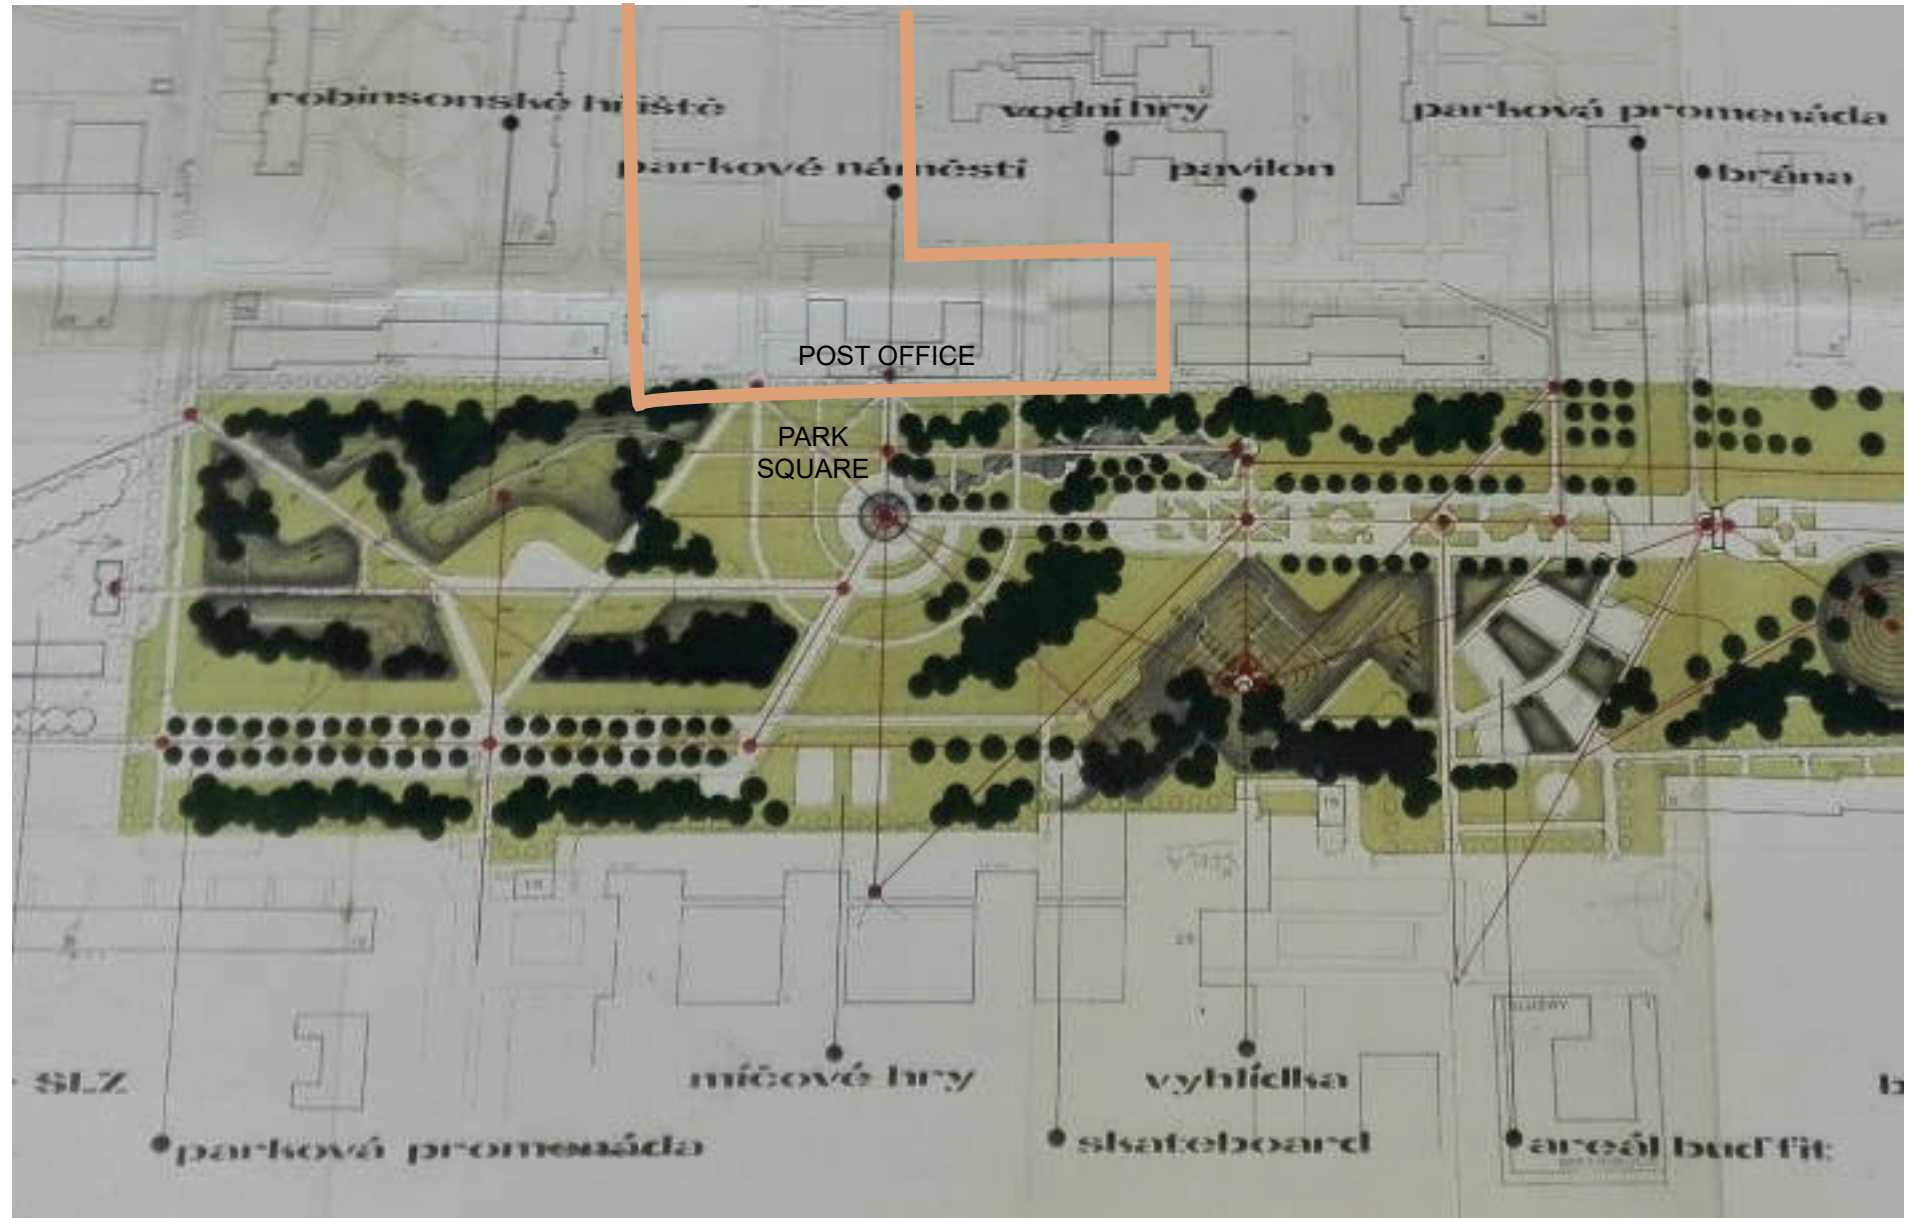 robinsonské hřiště
vodní hry
parková promenáda
parkové náměstí
pavilon
brána
POST OFFICE
PARK
SQUARE
míčové hry
vyhlídka
SLZ
parková promenáda
skateboard
areál buď fit